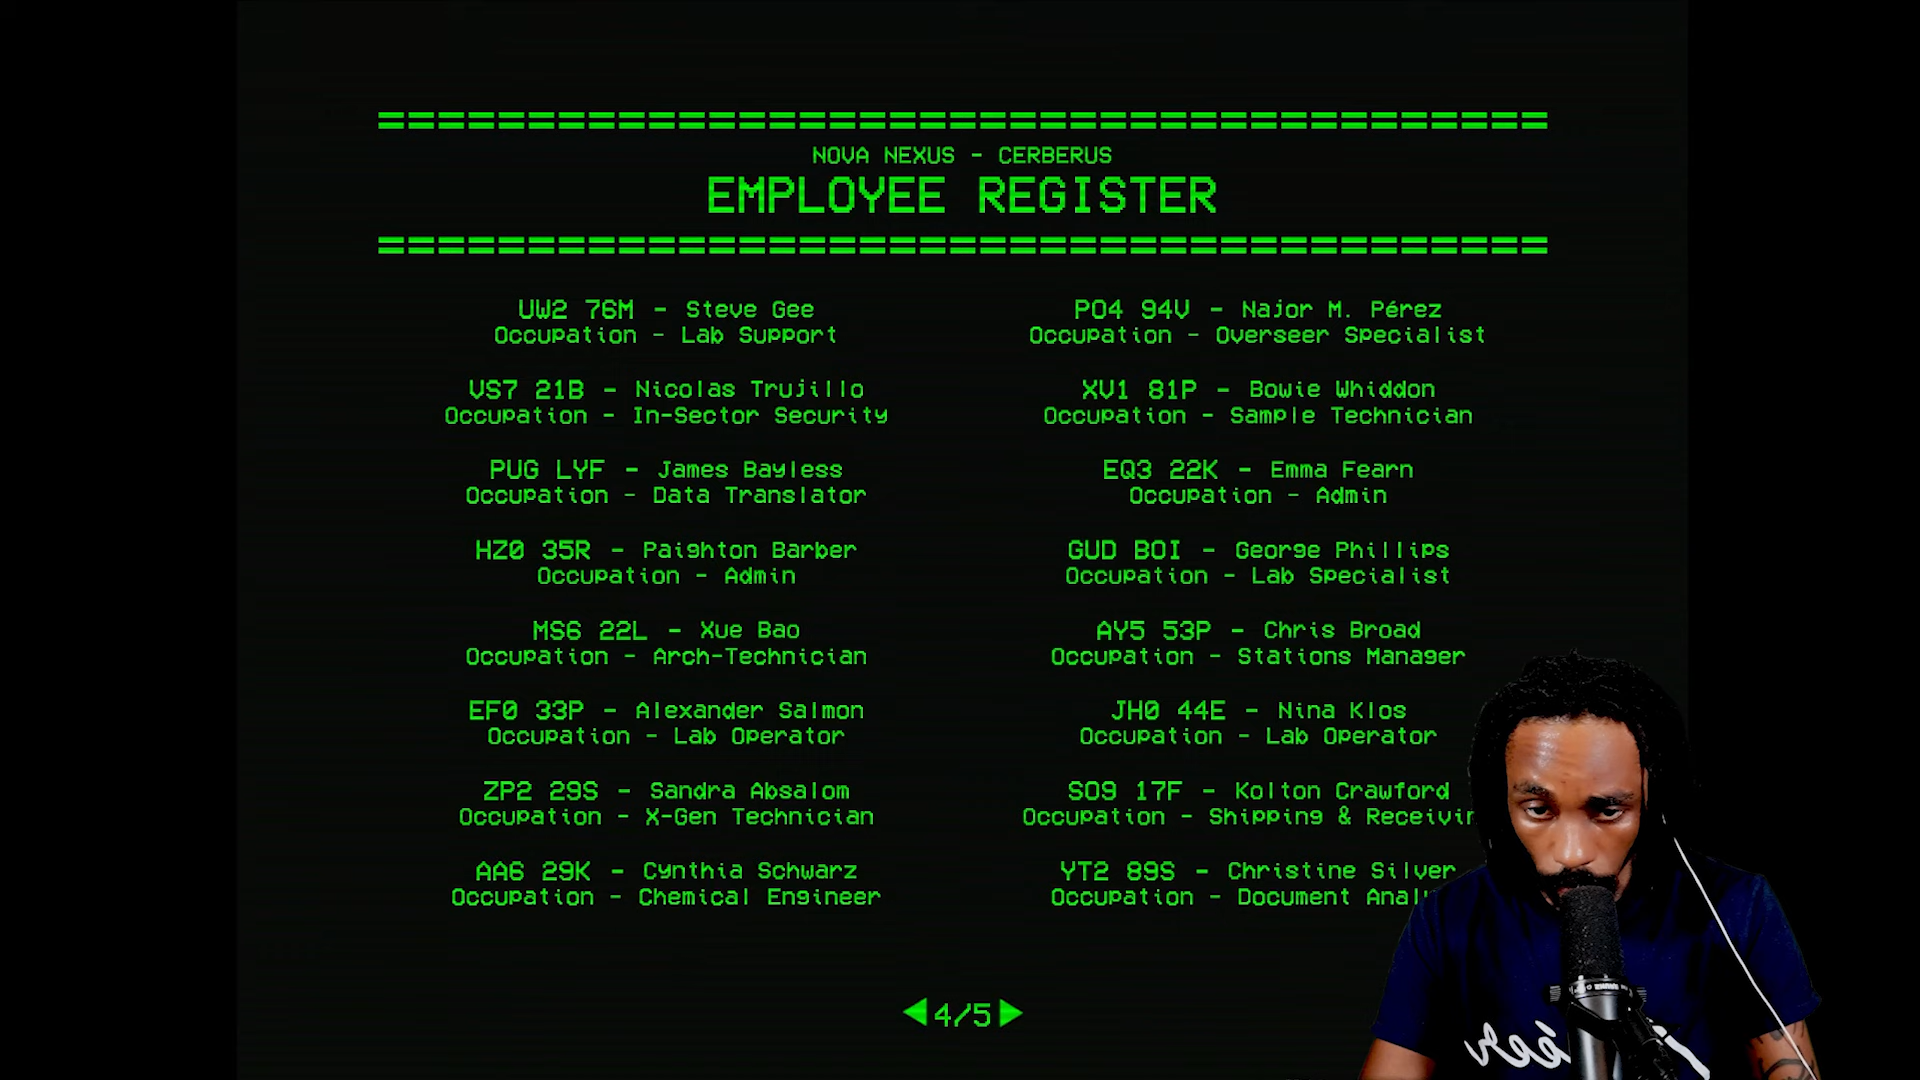 NOVA NEXUS - CERBERUS
EMPLOYEE REGISTER
UW2 76M - Steve Gee
Occupation - Lab Support
VS7 21B - Nicolas Trujillo
Occupation - In-Sector Security
PUG LYF - James Bayless
Occupation - Data Translator
HZ0 35R - Paighton Barber
Occupation - Admin
MS6 22L - Xue Bao
Occupation - Arch-Technician
EF0 33P - Alexander Salmon
Occupation - Lab Operator
ZP2 29S - Sandra Absalom
Occupation - X-Gen Technician
AA6 29K - Cynthia Schwarz
Occupation - Chemical Engineer
PO4 94V - Najor M. Pérez
Occupation - Overseer Specialist
XV1 81P - Bowie Whiddon
Occupation - Sample Technician
EQ3 22K - Emma Fearn
Occupation - Admin
GUD BOI - George Phillips
Occupation - Lab Specialist
AY5 53P - Chris Broad
Occupation - Stations Manager
JH0 44E - Nina Klos
Occupation - Lab Operator
SO9 17F - Kolton Crawford
Occupation - Shipping & Receivin
YT2 89S - Christine Silver
Occupation - Document Anal
4/5